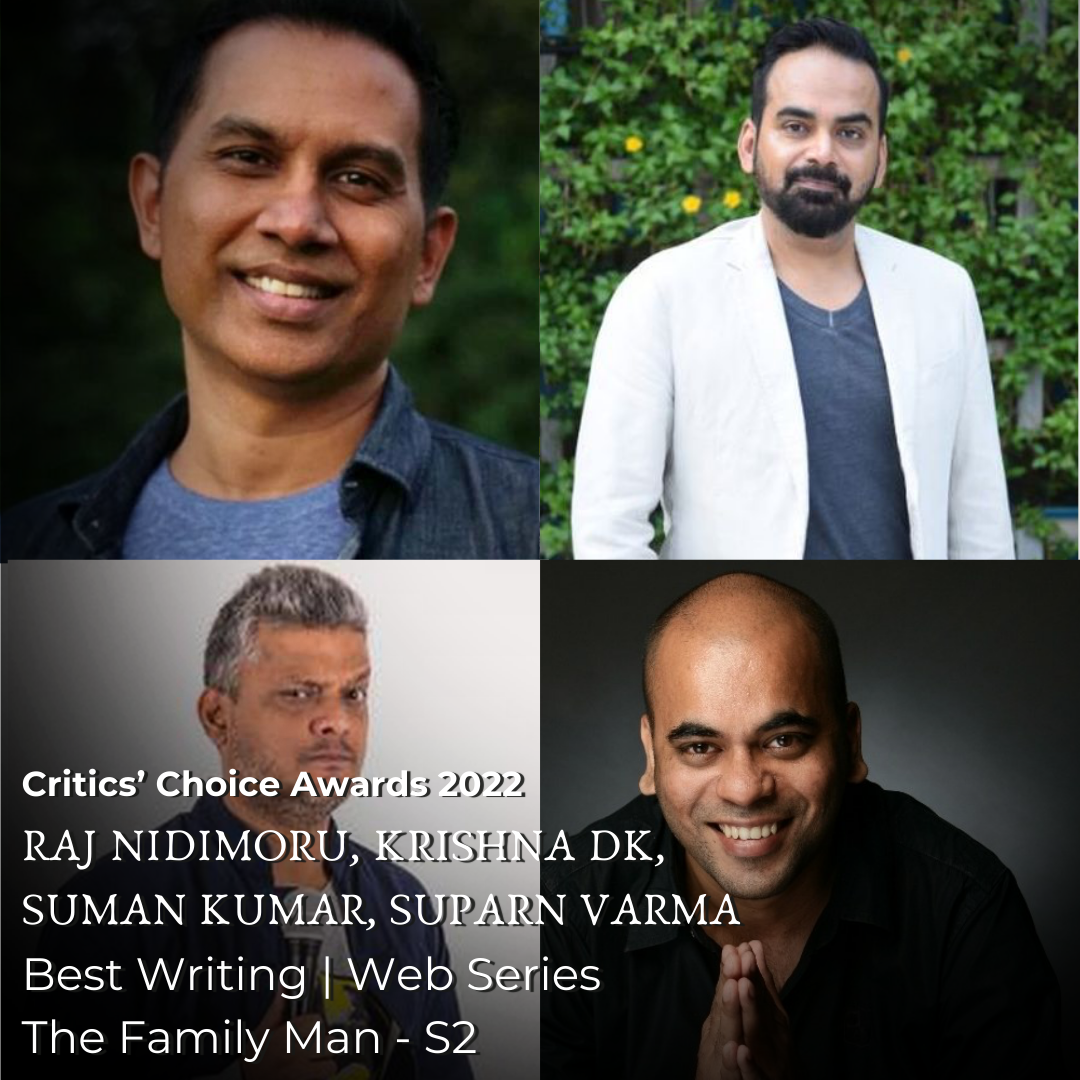 Critics’ Choice Awards 2022
RAJ NIDIMORU, KRISHNA DK,
SUMAN KUMAR, SUPARN VARMA
Best Writing | Web Series
The Family Man - S2